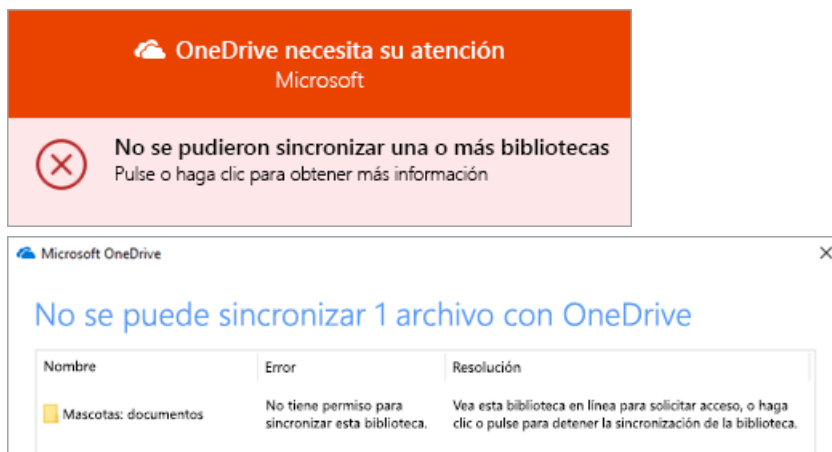 OneDrive necesita su atención
Microsoft
No se pudieron sincronizar una o más bibliotecas
Pulse o haga clic para obtener más información
Microsoft OneDrive
No se puede sincronizar 1 archivo con OneDrive
Nombre Error Resolución
Mascotas: documentos
No tiene permiso para
sincronizar esta biblioteca.
Vea esta biblioteca en línea para solicitar acceso, o haga
clic o pulse para detener la sincronización de la biblioteca.